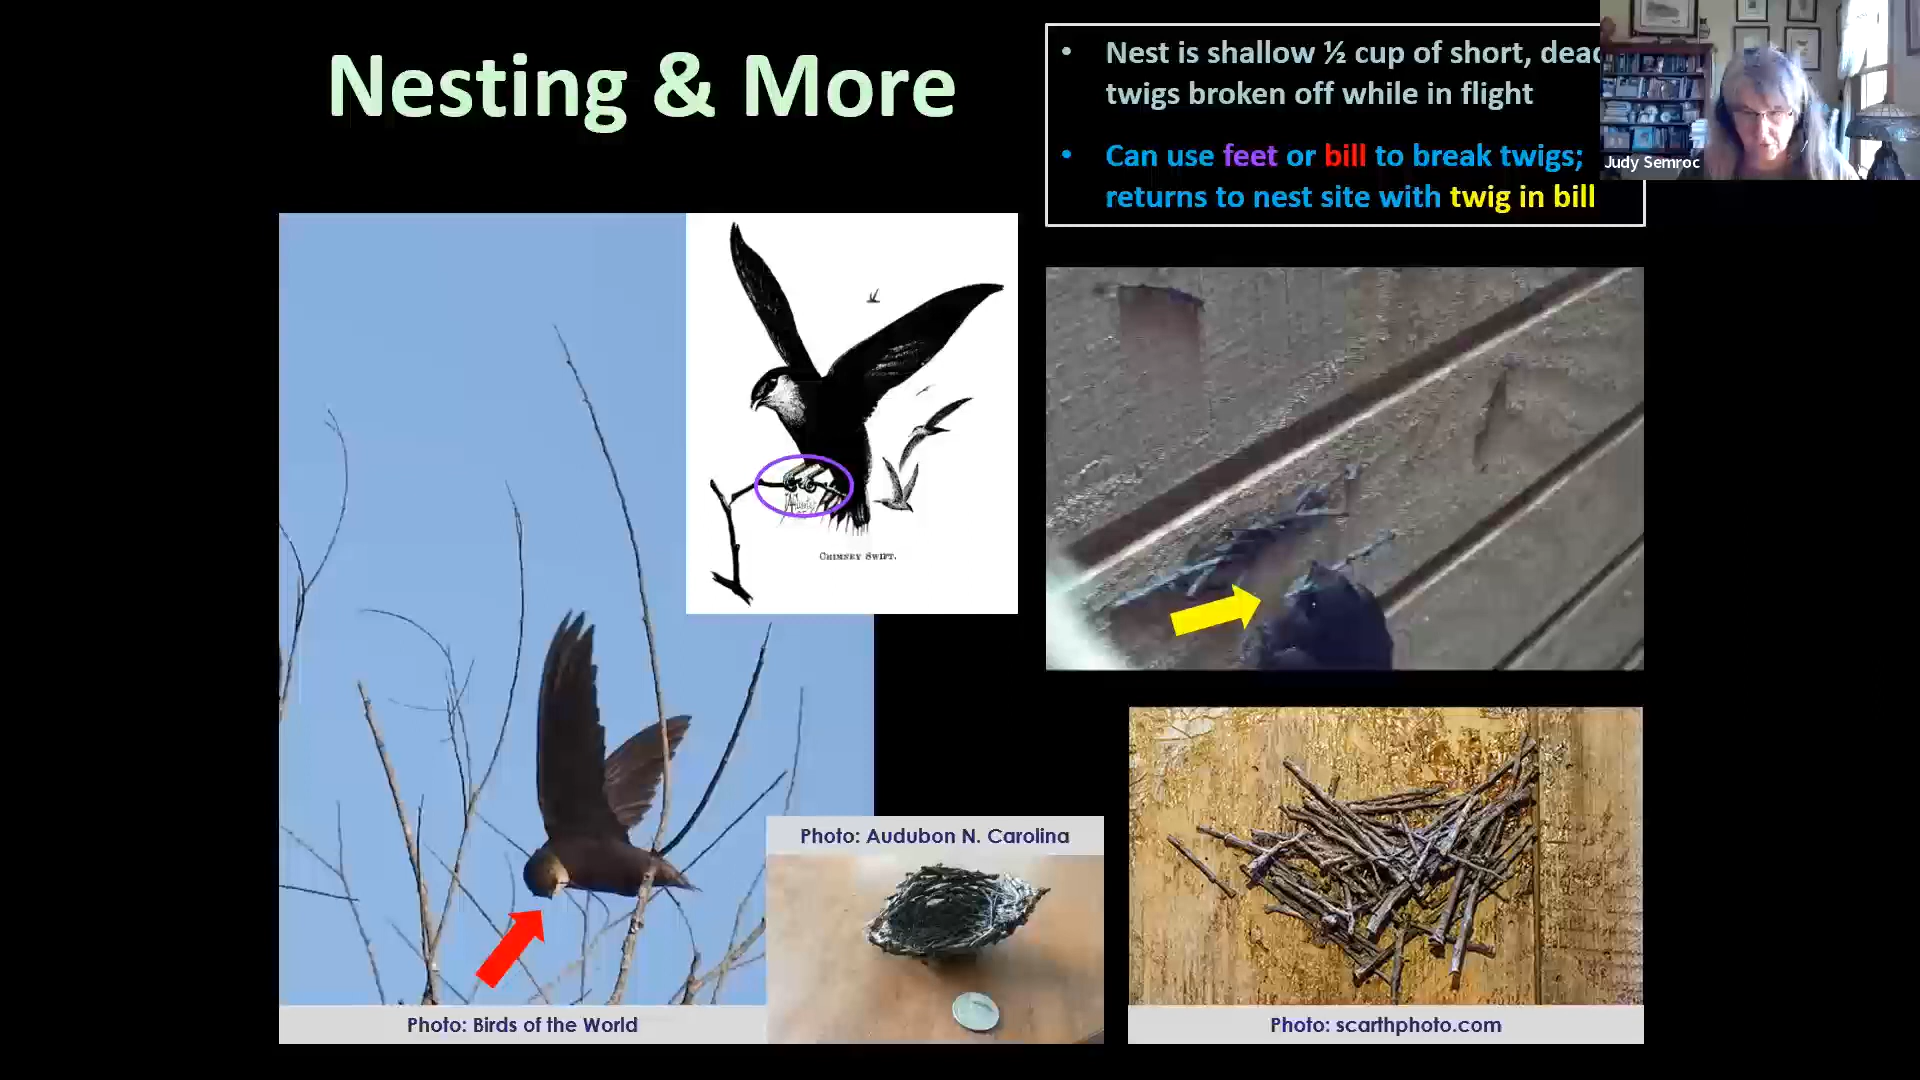 Nesting & More
• Nest is shallow ½ cup of short, dead
twigs broken off while in flight
• Can use feet or bill to break twigs;
returns to nest site with twig in bill
Judy Semroc
CHIMNEY SWIFT.
Photo: Audubon N. Carolina
Photo: Birds of the World
Photo: scarthphoto.com